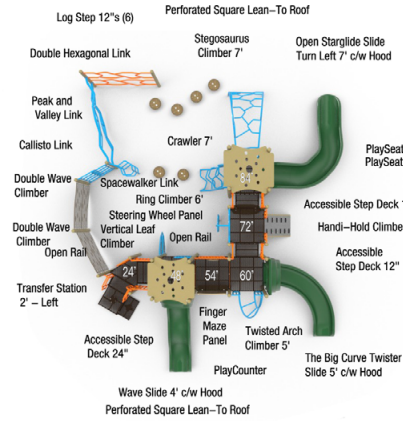 Perforated Square Lean-To Roof
Log Step 12"s (6)
Stegosaurus
Climber 7'
Open Starglide Slide
Turn Left 7' c/w Hood
Double Hexagonal Link
Peak and
Valley Link
Callisto Link
Crawler 7'
PlaySeat
PlaySeat
Double Wave
Climber
Spacewalker Link
84"
Ring Climber 6'
Accessible Step Deck
Steering Wheel Panel
72"
Handi-Hold Climbe
Double Wave
Climber
Vertical Leaf
Climber
Open Rail
Open Rail
Accessible
Step Deck 12"
24"
48"
54"
60"
Transfer Station
2' - Left
Finger
Maze
Panel
Twisted Arch
Climber 5'
Accessible Step
Deck 24"
The Big Curve Twister
Slide 5' c/w Hood
PlayCounter
Wave Slide 4' c/w Hood
Perforated Square Lean-To Roof